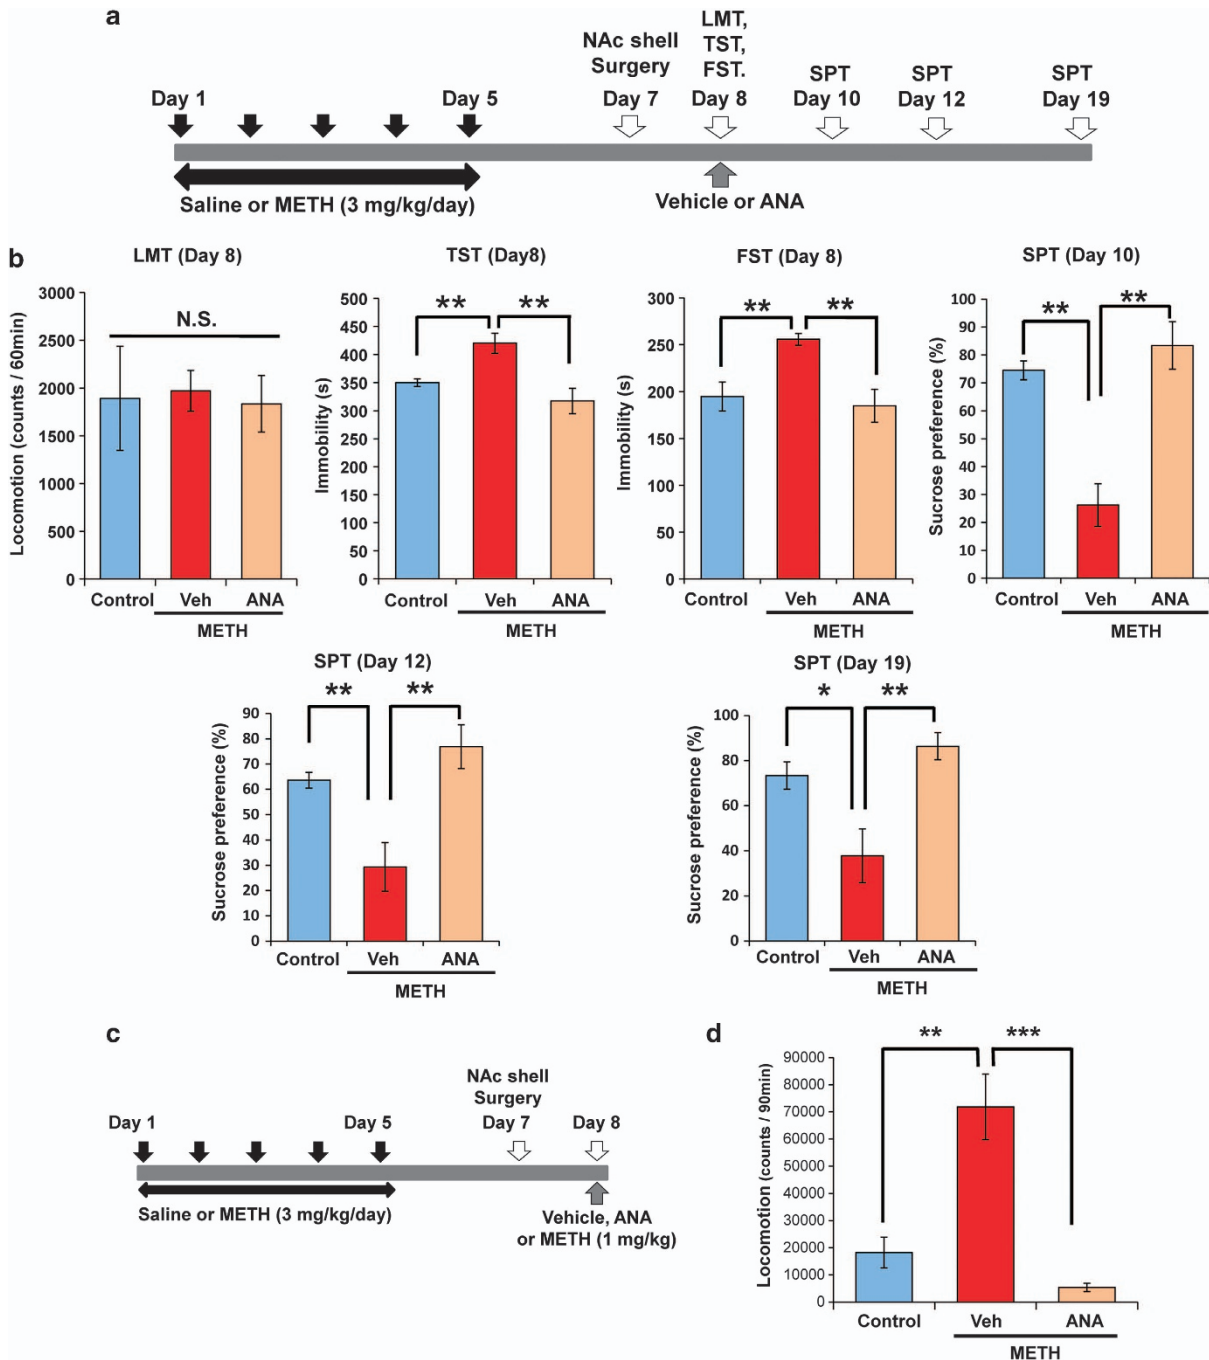 a
NAc shell
Surgery
LMT,
TST,
FST.
SPT
SPT
SPT
Day 1
Day 5
Day 7
Day 8
Day 10
Day 12
Day 19
Saline or METH (3 mg/kg/day)
Vehicle or ANA
b
LMT (Day 8)
Locomotion (counts / 60min)
3000
2500
2000
1500
1000
500
0
N.S.
Control
Veh
ANA
METH
TST (Day8)
Immobility (s)
500
450
400
350
300
250
200
150
100
50
0
**
**
Control
Veh
ANA
METH
FST (Day 8)
Immobility (s)
300
250
200
150
100
50
0
**
**
Control
Veh
ANA
METH
SPT (Day 10)
Sucrose preference (%)
100
90
80
70
60
50
40
30
20
10
0
**
**
Control
Veh
ANA
METH
SPT (Day 12)
Sucrose preference (%)
90
80
70
60
50
40
30
20
10
0
**
**
Control
Veh
ANA
METH
SPT (Day 19)
Sucrose preference (%)
100
80
60
40
20
0
*
**
Control
Veh
ANA
METH
c
NAc shell
Surgery
Day 1
Day 5
Day 7
Day 8
Saline or METH (3 mg/kg/day)
Vehicle, ANA
or METH (1 mg/kg)
d
Locomotion (counts / 90min)
90000
80000
70000
60000
50000
40000
30000
20000
10000
0
**
***
Control
Veh
ANA
METH